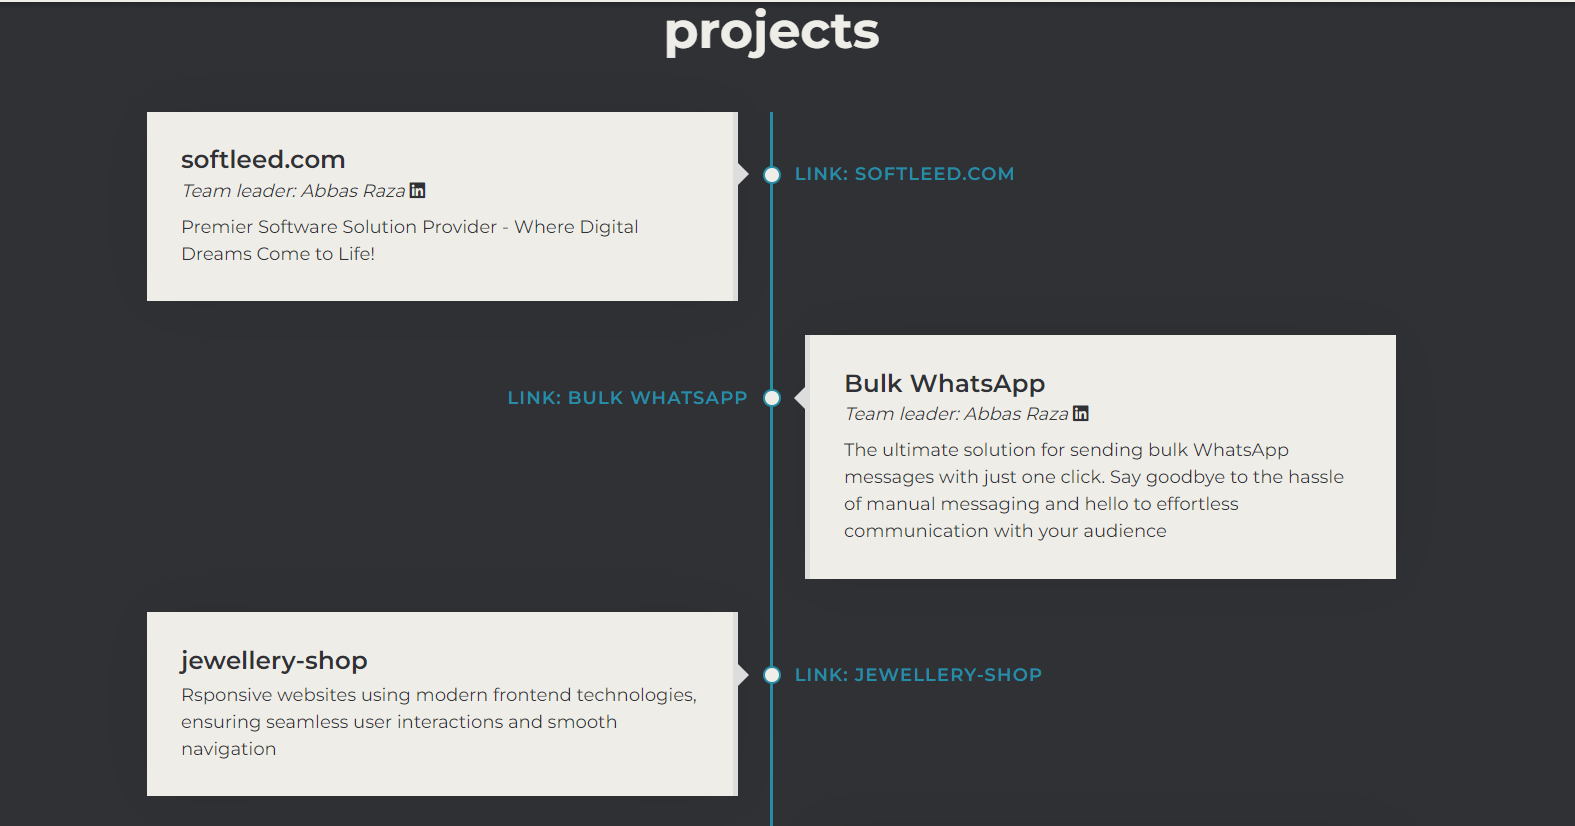 projects
softleed.com
Team leader: Abbas Raza
Premier Software Solution Provider - Where Digital
Dreams Come to Life!
LINK: SOFTLEED.COM
LINK: BULK WHATSAPP
Bulk WhatsApp
Team leader: Abbas Raza
The ultimate solution for sending bulk WhatsApp
messages with just one click. Say goodbye to the hassle
of manual messaging and hello to effortless
communication with your audience
jewellery-shop
Rsponsive websites using modern frontend technologies,
ensuring seamless user interactions and smooth
navigation
LINK: JEWELLERY-SHOP